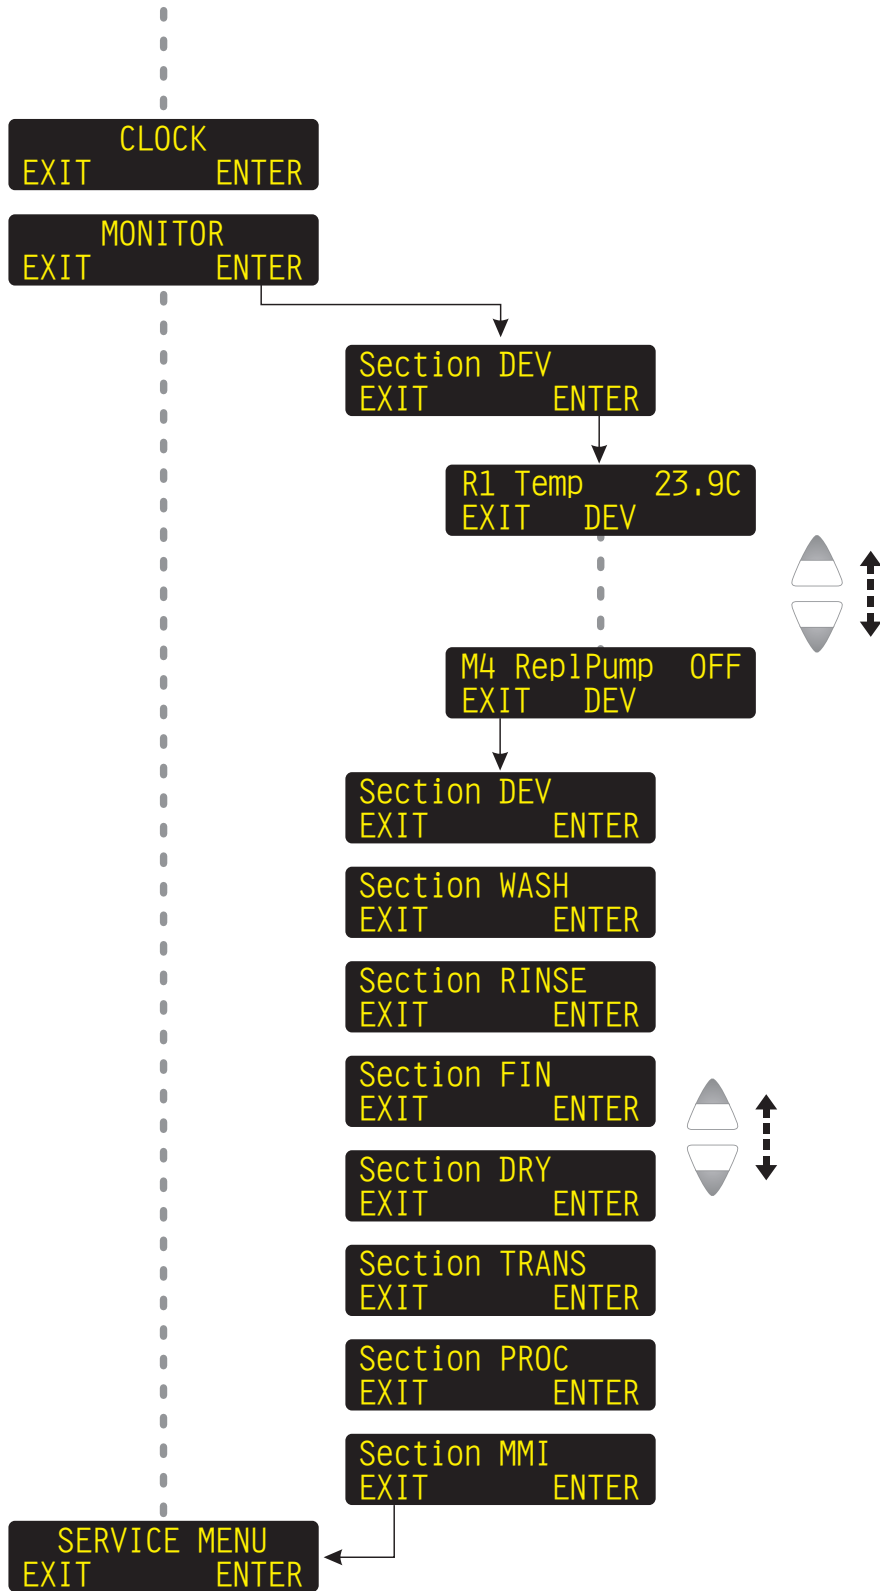 CLOCK
EXIT ENTER
MONITOR
EXIT ENTER
Section DEV
EXIT ENTER
R1 Temp 23.9C
EXIT DEV
M4 ReplPump OFF
EXIT DEV
Section DEV
EXIT ENTER
Section WASH
EXIT ENTER
Section RINSE
EXIT ENTER
Section FIN
EXIT ENTER
Section DRY
EXIT ENTER
Section TRANS
EXIT ENTER
Section PROC
EXIT ENTER
Section MMI
EXIT ENTER
SERVICE MENU
EXIT ENTER